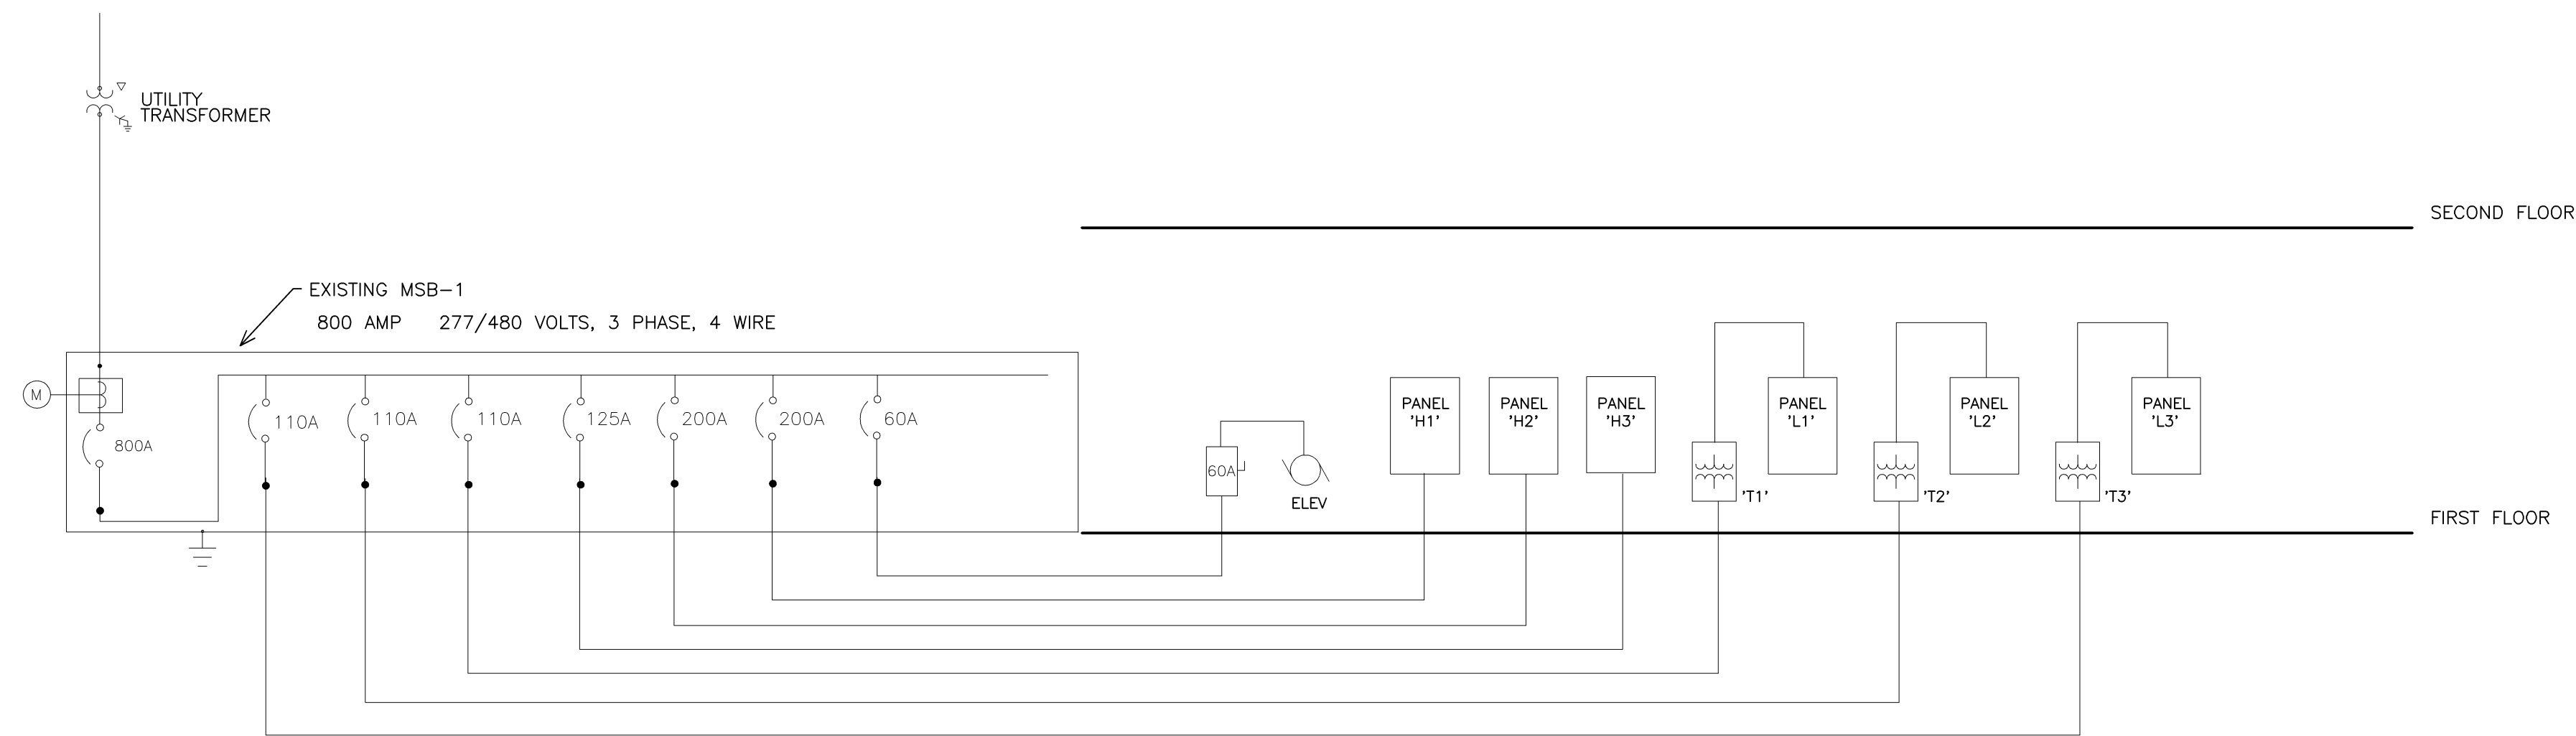 UTILITY
TRANSFORMER
SECOND FLOOR
EXISTING MSB-1
800 AMP 277/480 VOLTS, 3 PHASE, 4 WIRE
M
800A
110A
110A
110A
125A
200A
200A
60A
60A
ELEV
PANEL
'H1'
PANEL
'H2'
PANEL
'H3'
'T1'
PANEL
'L1'
'T2'
PANEL
'L2'
'T3'
PANEL
'L3'
FIRST FLOOR